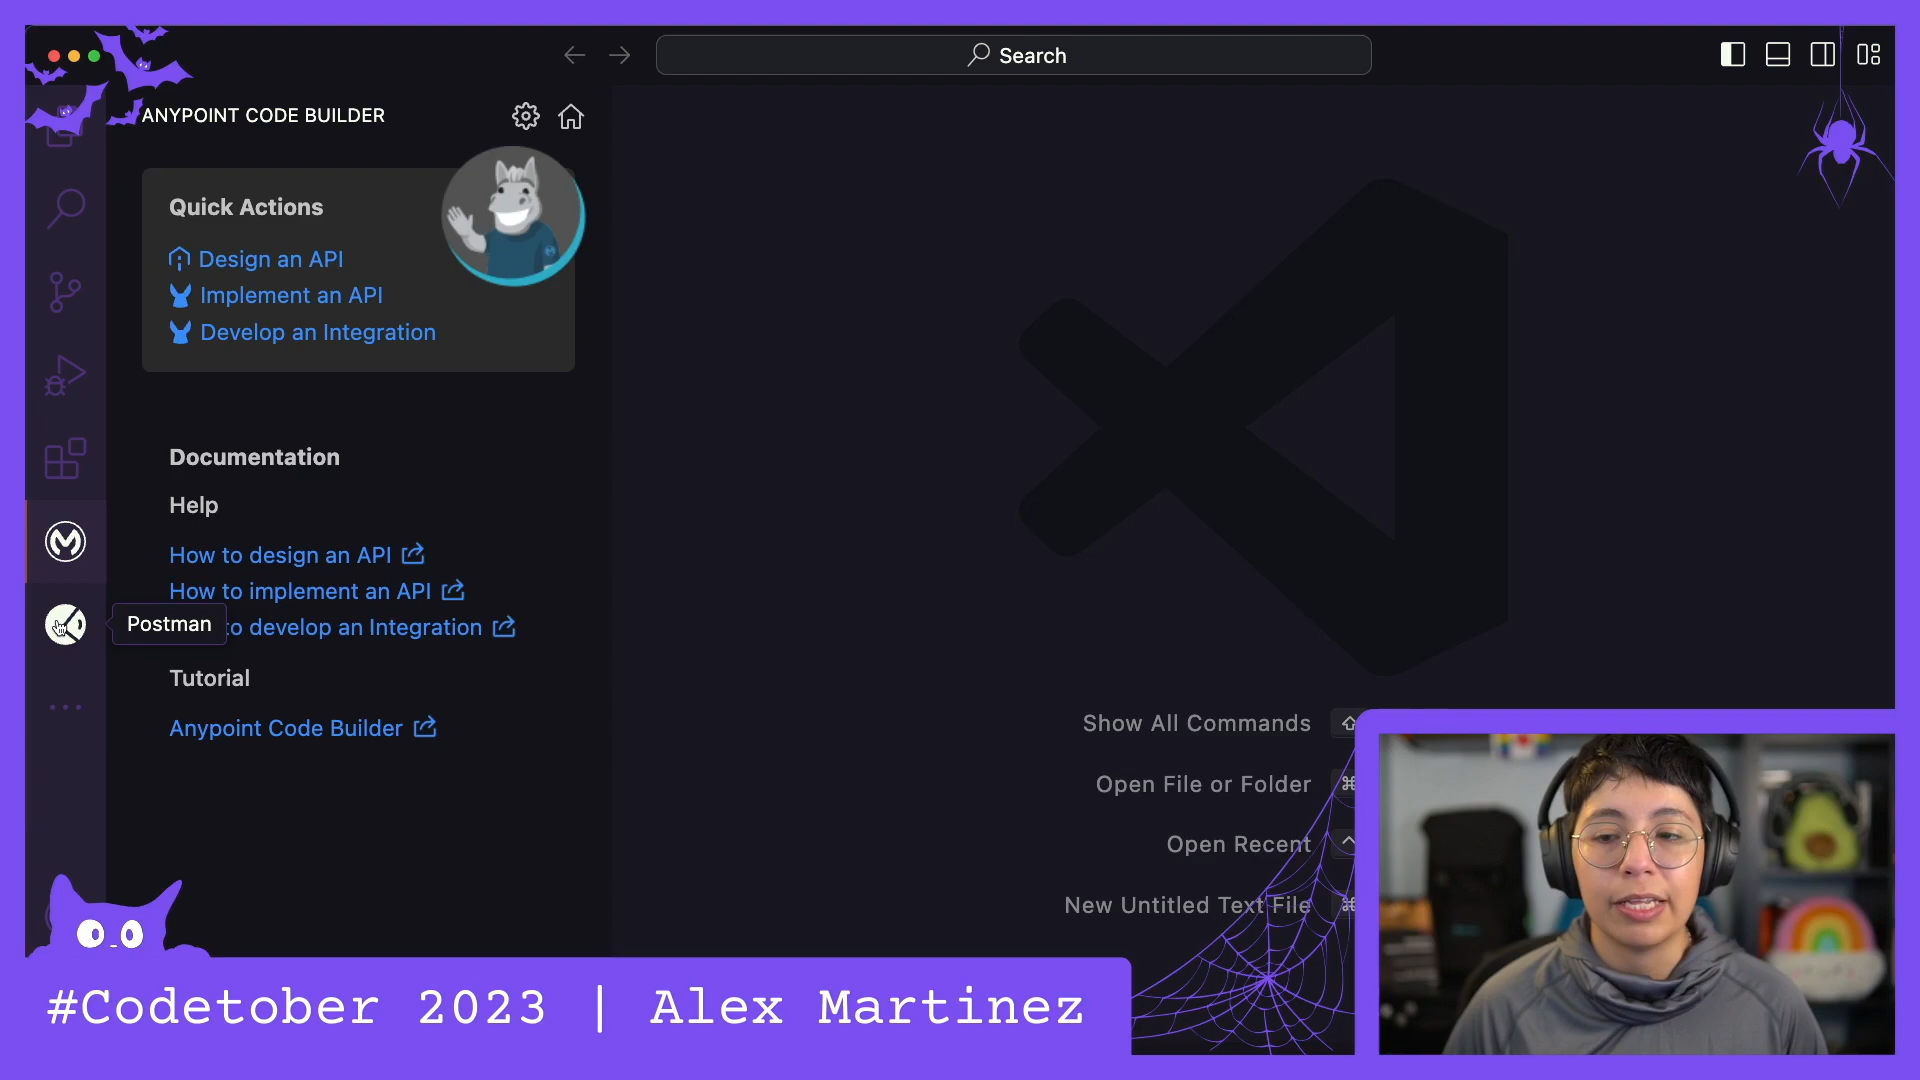 Search
ANYPOINT CODE BUILDER
Quick Actions
Design an API
Implement an API
Develop an Integration
Documentation
Help
How to design an API
How to implement an API
to develop an Integration
Postman
Tutorial
Anypoint Code Builder
Show All Commands
Open File or Folder
Open Recent
New Untitled Text File
#Codetober 2023 | Alex Martinez